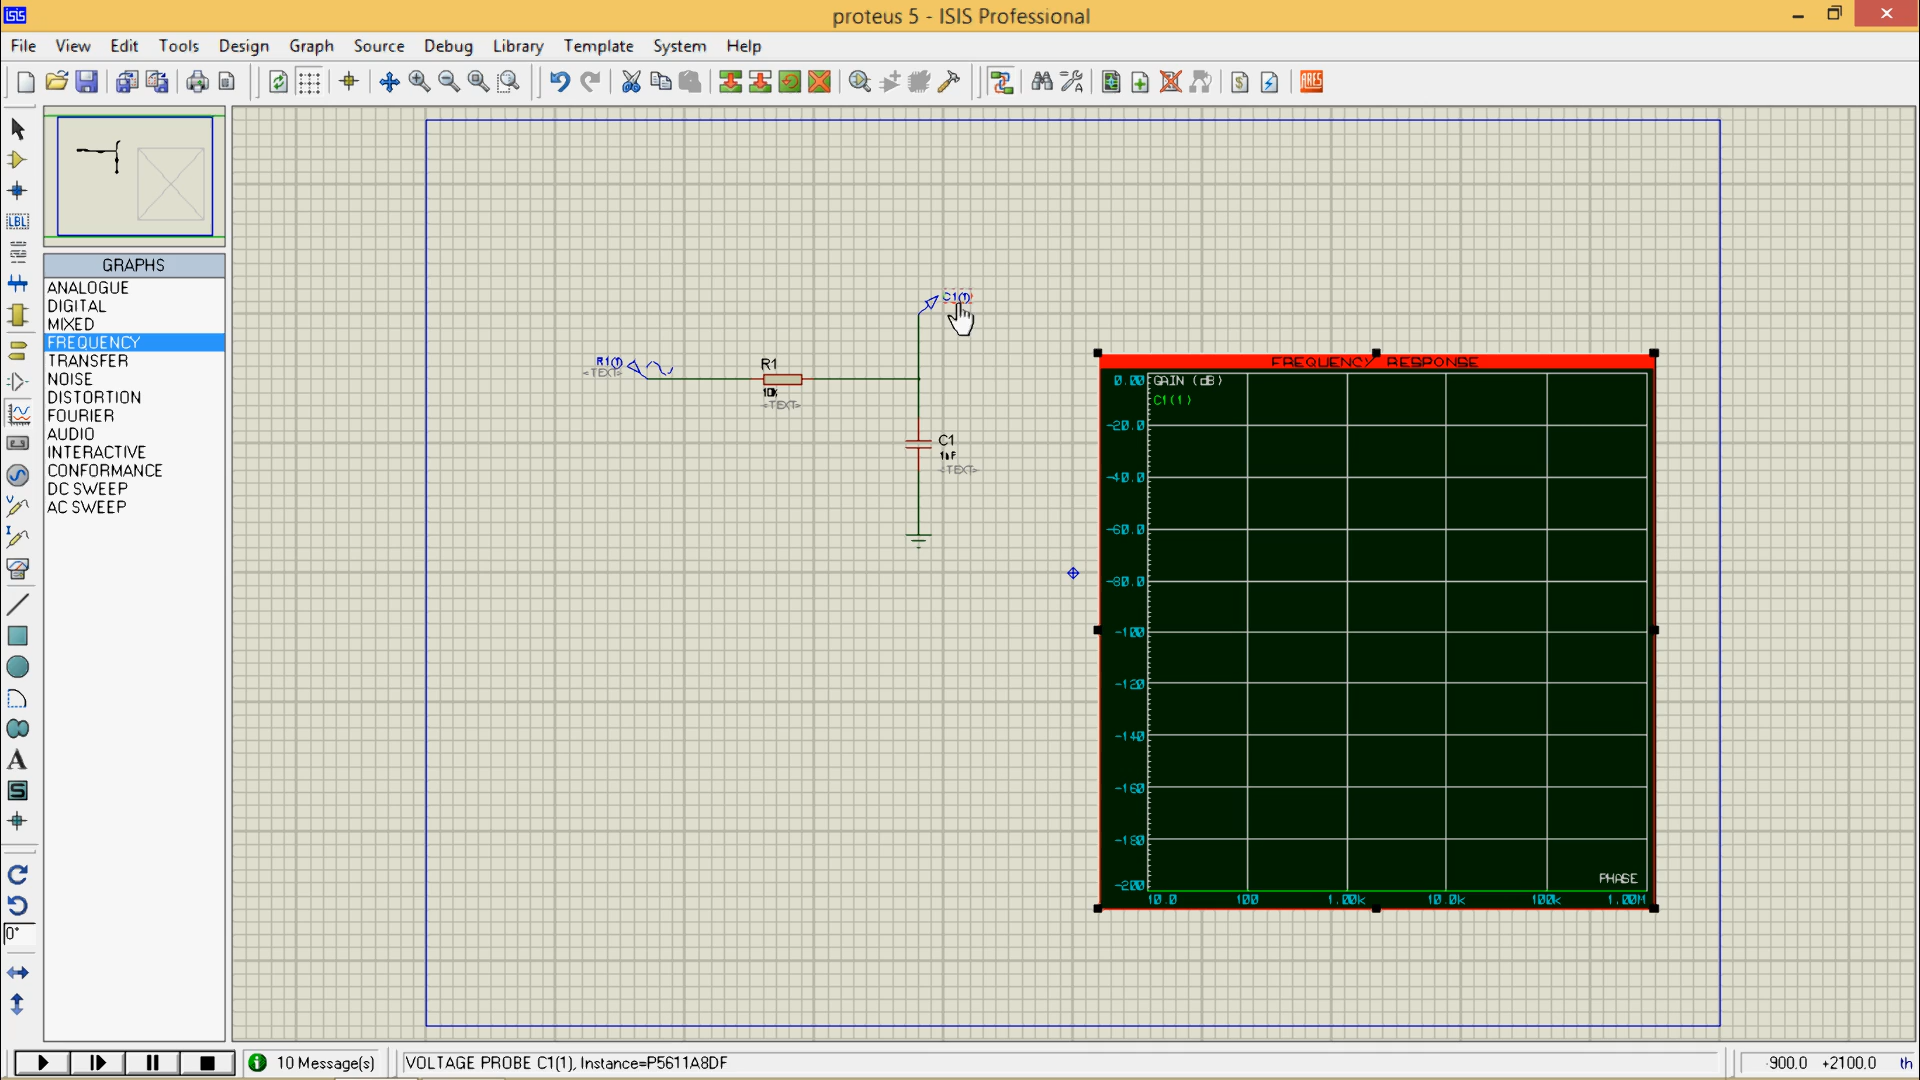 isis
proteus 5 - ISIS Professional
File View Edit Tools Design Graph Source Debug Library Template System Help
ARES
LBL
GRAPHS
ANALOGUE
DIGITAL
MIXED
FREQUENCY
TRANSFER
NOISE
DISTORTION
FOURIER
AUDIO
INTERACTIVE
CONFORMANCE
DC SWEEP
AC SWEEP
0°
C1(1)
R1(1)
<TEXT>
R1
10k
<TEXT>
C1
<TEXT>
FREQUENCY RESPONSE
GAIN (dB)
C1(1)
0.00
-20.0
-40.0
-60.0
-80.0
-100
-120
-140
-160
-180
-200
PHASE
10.0 100 1.00k 10.0k 100k 1.00M
10 Message(s)
VOLTAGE PROBE C1(1), Instance=P5611A8DF
-900.0 +2100.0 th